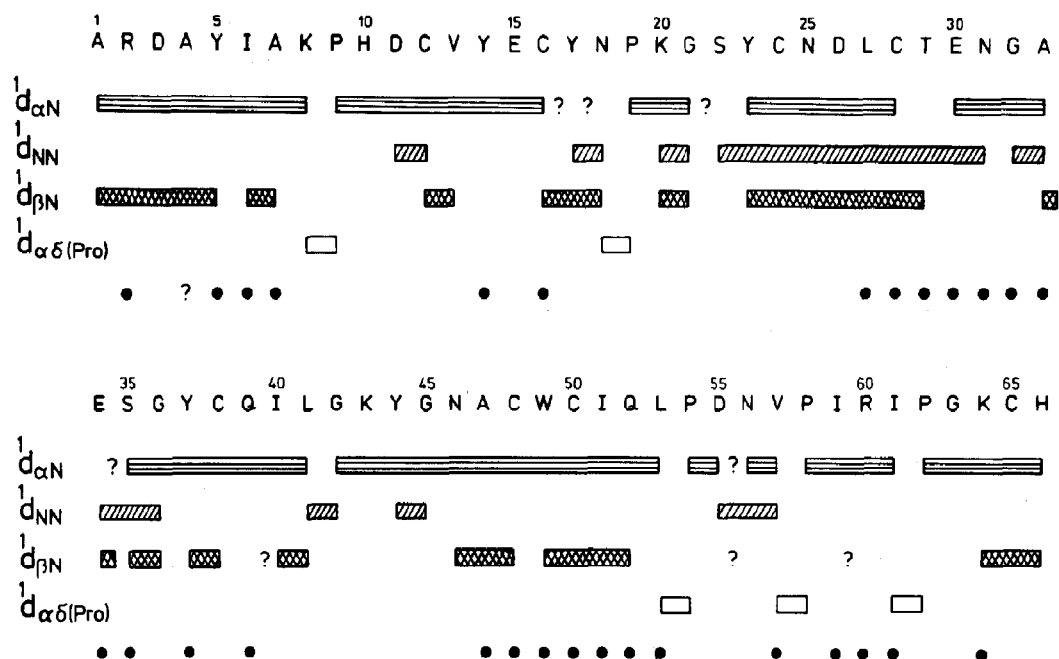 1 5 10 15 20 25 30
A R D A Y I A K P H D C V Y E C Y N P K G S Y C N D L C T E N G A
¹dαN ? ? ?
¹dNN
¹dβN
¹dαδ(Pro)
?
35 40 45 50 55 60 65
E S G Y C Q I L G K Y G N A C W C I Q L P D N V P I R I P G K C H
¹dαN ? ?
¹dNN
¹dβN ? ? ?
¹dαδ(Pro)